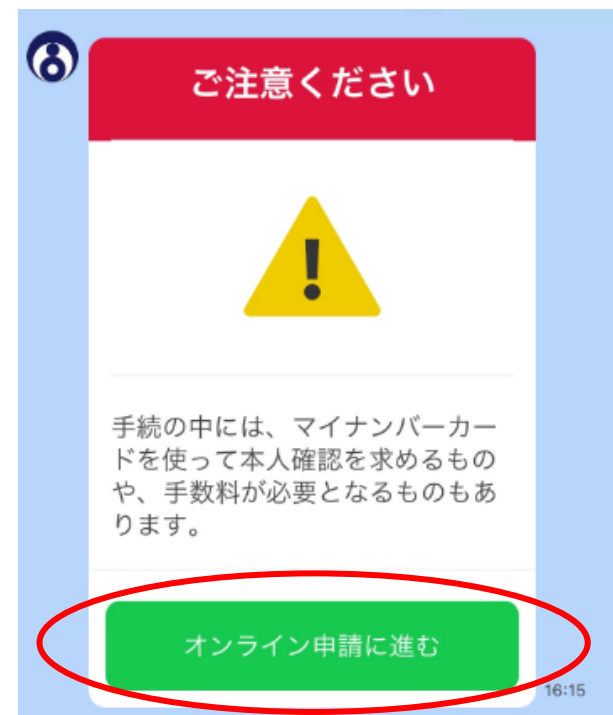 ご注意ください
手続の中には、マイナンバーカー
ドを使って本人確認を求めるもの
や、手数料が必要となるものもあ
ります。
オンライン申請に進む
16:15